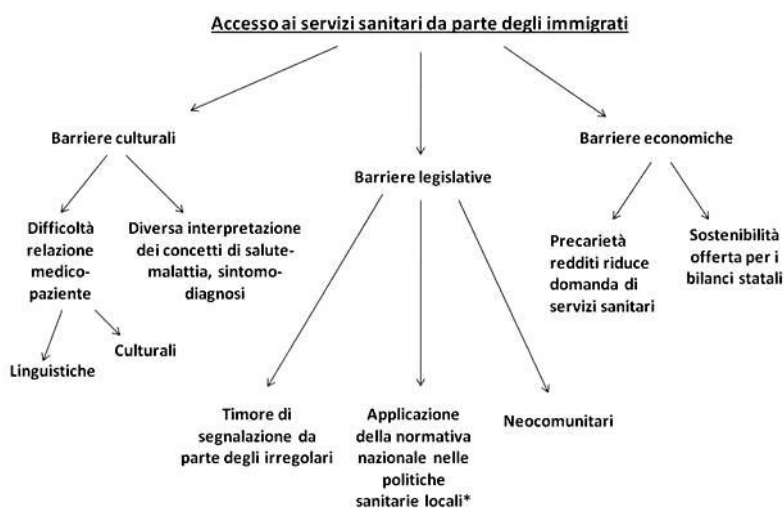 Accesso ai servizi sanitari da parte degli immigrati
Barriere culturali
Barriere legislative
Barriere economiche
Difficoltà
relazione
medico-
paziente
Diversa interpretazione
dei concetti di salute-
malattia, sintomo-
diagnosi
Linguistiche
Culturali
Precarietà
redditi riduce
domanda di
servizi sanitari
Sostenibilità
offerta per i
bilanci statali
Timore di
segnalazione da
parte degli irregolari
Applicazione
della normativa
nazionale nelle
politiche
sanitarie locali*
Neocomunitari